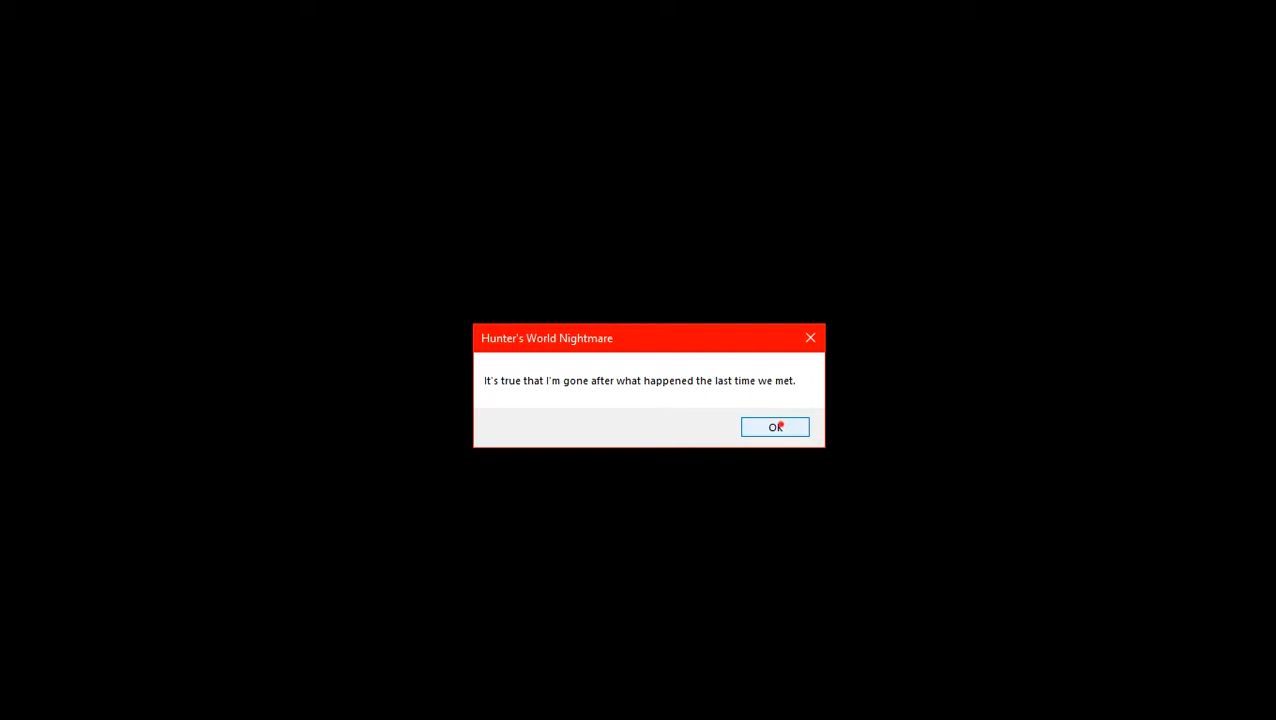 Hunter's World Nightmare
It's true that I'm gone after what happened the last time we met.
OK